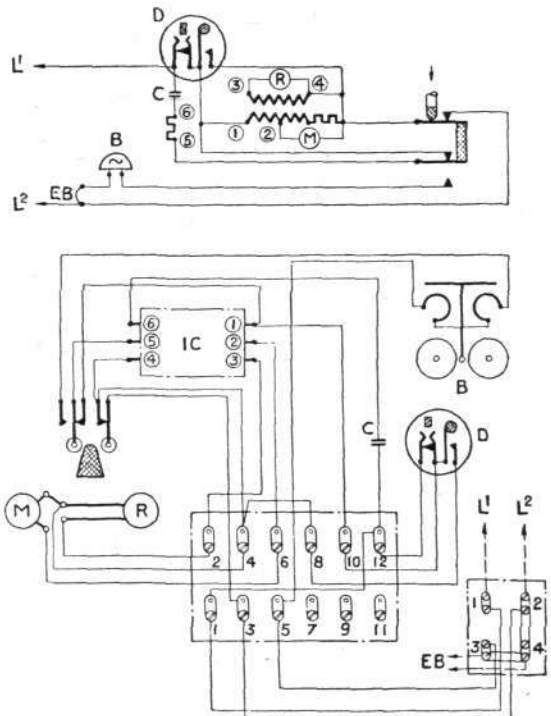 D
L¹
③ R ④
C
⑥
① ② M
⑤
B
EB
L²
⑥ ① 
⑤ IC ②
④ ③
B
C
D
M R
L¹ L²
2 4 6 8 10 12
1 2
1 3 5 7 9 11
3 4
EB